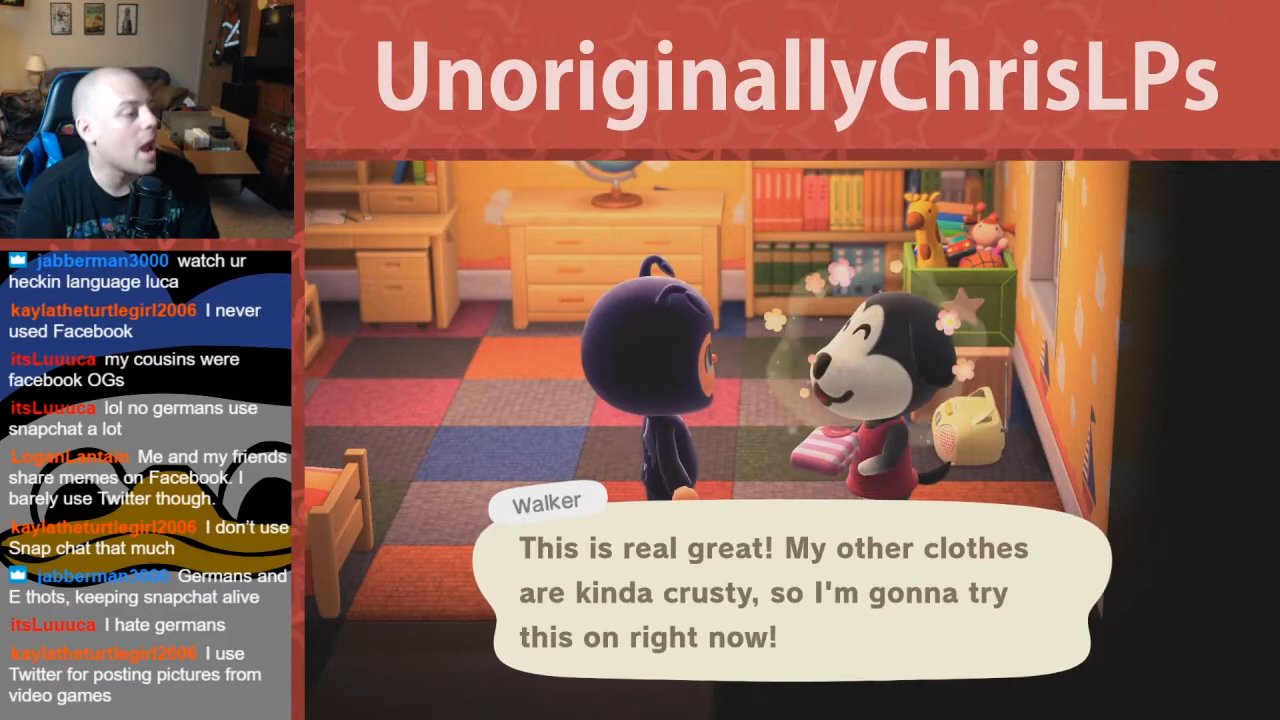 UnoriginallyChrisLPs
jabberman3000 watch ur
heckin language luca
kaylatheturtlegirl2006 I never
used Facebook
itsLuuuca my cousins were
facebook OGs
itsLuuuca lol no germans use
snapchat a lot
LoganLantain Me and my friends
share memes on Facebook. I
barely use Twitter though.
kaylatheturtlegirl2006 I don't use
Snap chat that much
jabberman3000 Germans and
E thots, keeping snapchat alive
itsLuuuca I hate germans
kaylatheturtlegirl2006 I use
Twitter for posting pictures from
video games
Walker
This is real great! My other clothes
are kinda crusty, so I'm gonna try
this on right now!